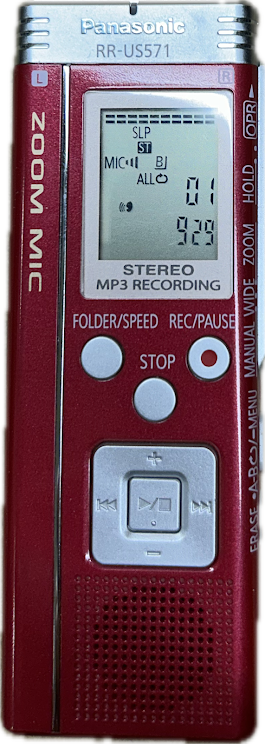 Panasonic
RR-US571
L
R
ZOOM MIC
SLP
ST
MIC
ALL
01
929
STEREO
MP3 RECORDING
FOLDER/SPEED
REC/PAUSE
STOP
+
−
OPR
HOLD
ZOOM
WIDE
MANUAL
ERASE •A-B⟲/–MENU